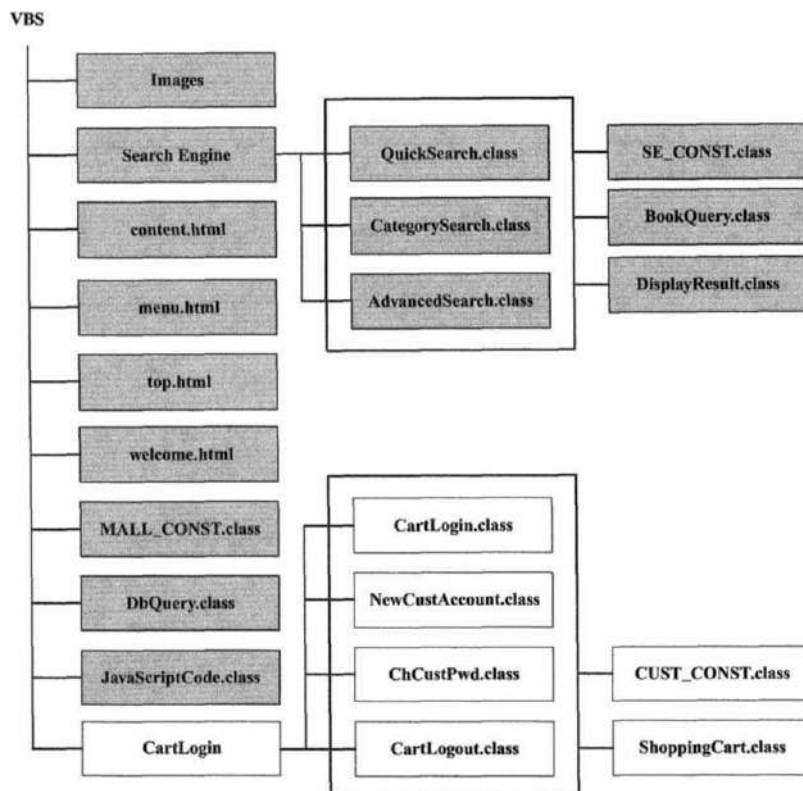 VBS
Images
Search Engine
QuickSearch.class
SE_CONST.class
content.html
CategorySearch.class
BookQuery.class
menu.html
AdvancedSearch.class
DisplayResult.class
top.html
welcome.html
MALL_CONST.class
CartLogin.class
DbQuery.class
NewCustAccount.class
JavaScriptCode.class
ChCustPwd.class
CUST_CONST.class
CartLogin
CartLogout.class
ShoppingCart.class